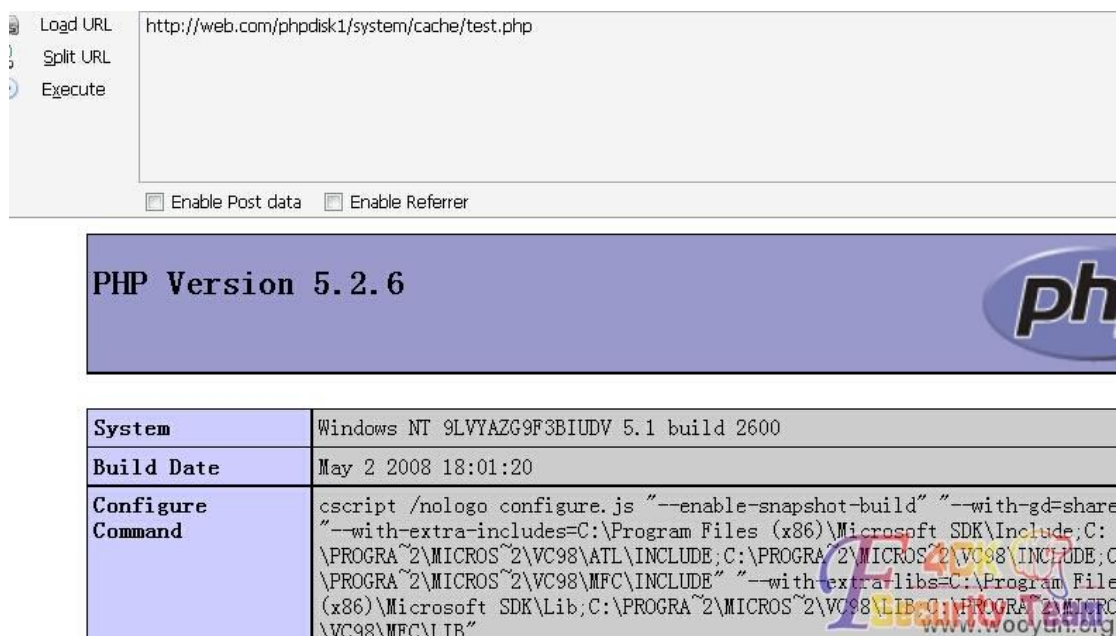 Load URL
http://web.com/phpdisk1/system/cache/test.php
Split URL
Execute
Enable Post data
Enable Referrer
PHP Version 5.2.6
ph
System
Windows NT 9LVYAZG9F3BIUDV 5.1 build 2600
Build Date
May 2 2008 18:01:20
Configure
Command
cscript /nologo configure.js "--enable-snapshot-build" "--with-gd=share
"--with-extra-includes=C:\Program Files (x86)\Microsoft SDK\Include;C:
\PROGRA~2\MICROS~2\VC98\ATL\INCLUDE;C:\PROGRA~2\MICROS~2\VC98\INCLUDE;C
\PROGRA~2\MICROS~2\VC98\MFC\INCLUDE" "--with-extra-libs=C:\Program File
(x86)\Microsoft SDK\Lib;C:\PROGRA~2\MICROS~2\VC98\LIB;C:\PROGRA~2\MICRO
\VC98\MFC\LIB"
F4CK
Security Team
www.wooyun.org